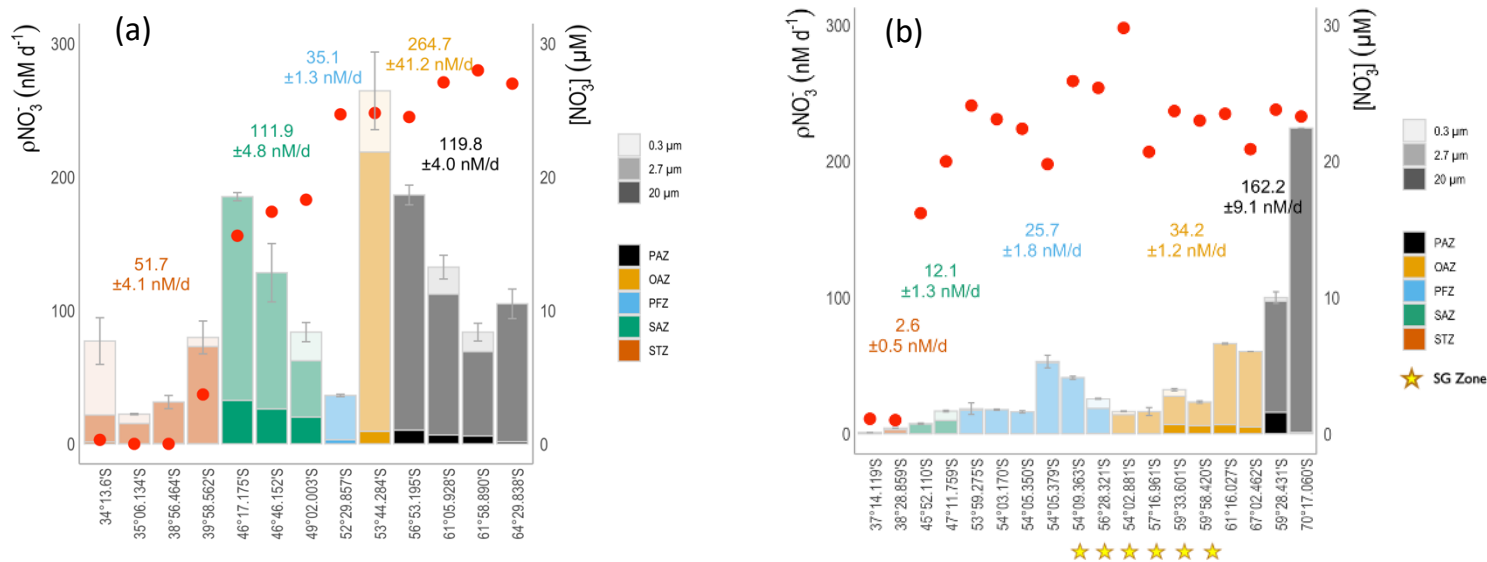 (a)
ρNO₃⁻ (nM d⁻¹)
300
200
100
0
51.7
±4.1 nM/d
111.9
±4.8 nM/d
35.1
±1.3 nM/d
264.7
±41.2 nM/d
119.8
±4.0 nM/d
30
20
10
0
[NO₃⁻] (µM)
34°13.6'S
35°06.134'S
38°56.464'S
39°58.562'S
46°17.175'S
46°46.152'S
49°02.003'S
52°29.857'S
53°44.284'S
56°53.195'S
61°05.928'S
61°58.890'S
64°29.838'S
0.3 µm
2.7 µm
20 µm
PAZ
OAZ
PFZ
SAZ
STZ
(b)
ρNO₃⁻ (nM d⁻¹)
300
200
100
0
2.6
±0.5 nM/d
12.1
±1.3 nM/d
25.7
±1.8 nM/d
34.2
±1.2 nM/d
162.2
±9.1 nM/d
30
20
10
0
[NO₃⁻] (µM)
37°14.119'S
38°28.859'S
45°52.110'S
47°11.759'S
53°59.275'S
54°03.170'S
54°05.350'S
54°05.379'S
54°09.363'S
56°28.321'S
54°02.881'S
57°16.961'S
59°33.601'S
59°58.420'S
61°16.027'S
67°02.462'S
59°28.431'S
70°17.060'S
0.3 µm
2.7 µm
20 µm
PAZ
OAZ
PFZ
SAZ
STZ
SG Zone